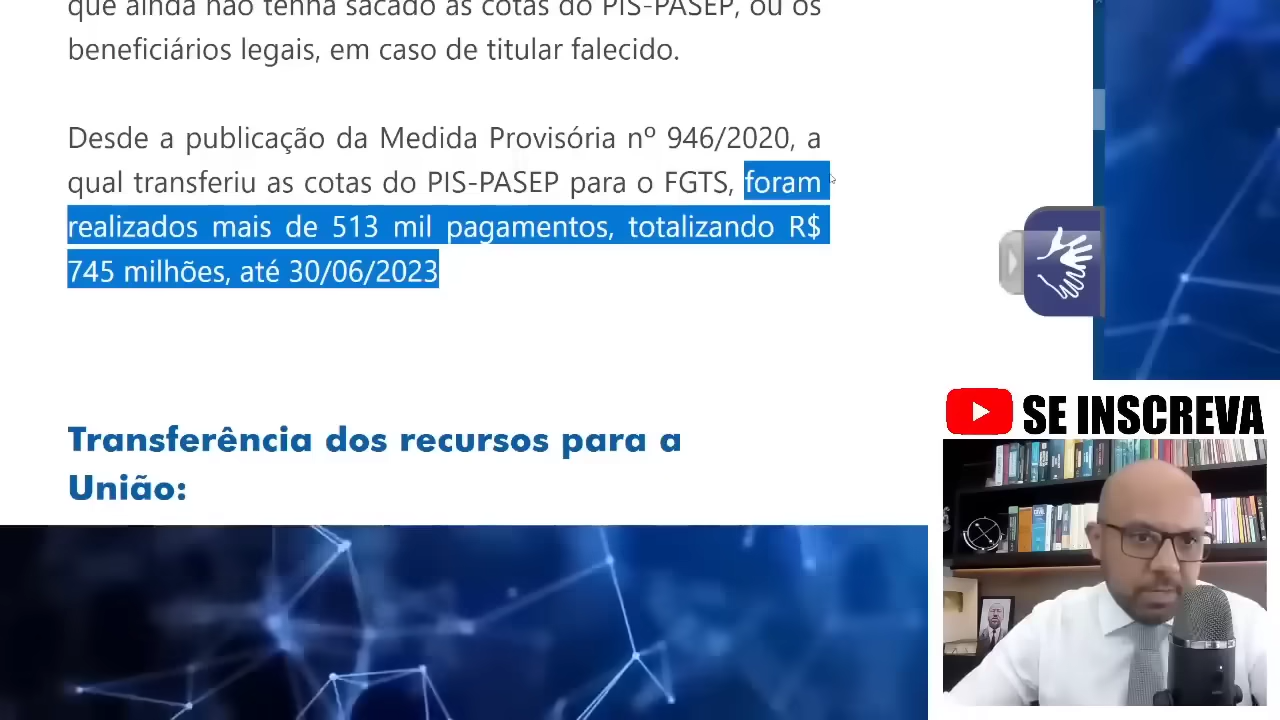 que ainda não tenha sacado as cotas do PIS-PASEP, ou os
beneficiários legais, em caso de titular falecido.
Desde a publicação da Medida Provisória nº 946/2020, a
qual transferiu as cotas do PIS-PASEP para o FGTS, foram
realizados mais de 513 mil pagamentos, totalizando R$
745 milhões, até 30/06/2023
Transferência dos recursos para a
União:
SE INSCREVA